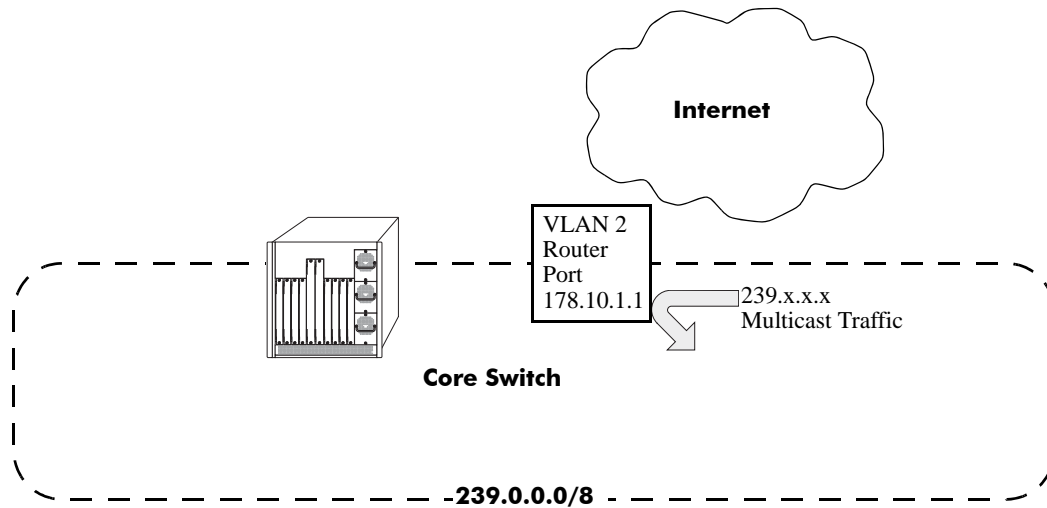 Internet
VLAN 2
Router
Port
178.10.1.1
239.x.x.x
Multicast Traffic
Core Switch
239.0.0.0/8